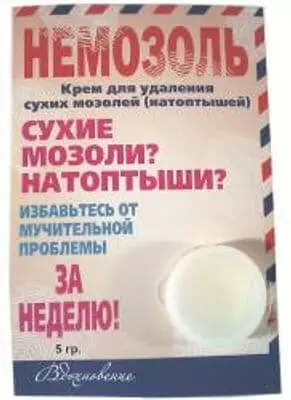 НЕМОЗОЛЬ
Крем для удаления
сухих мозолей (натоптышей)
СУХИЕ
МОЗОЛИ?
НАТОПТЫШИ?
ИЗБАВЬТЕСЬ ОТ
МУЧИТЕЛЬНОЙ
ПРОБЛЕМЫ
ЗА
НЕДЕЛЮ!
5 гр.
Вдохновение